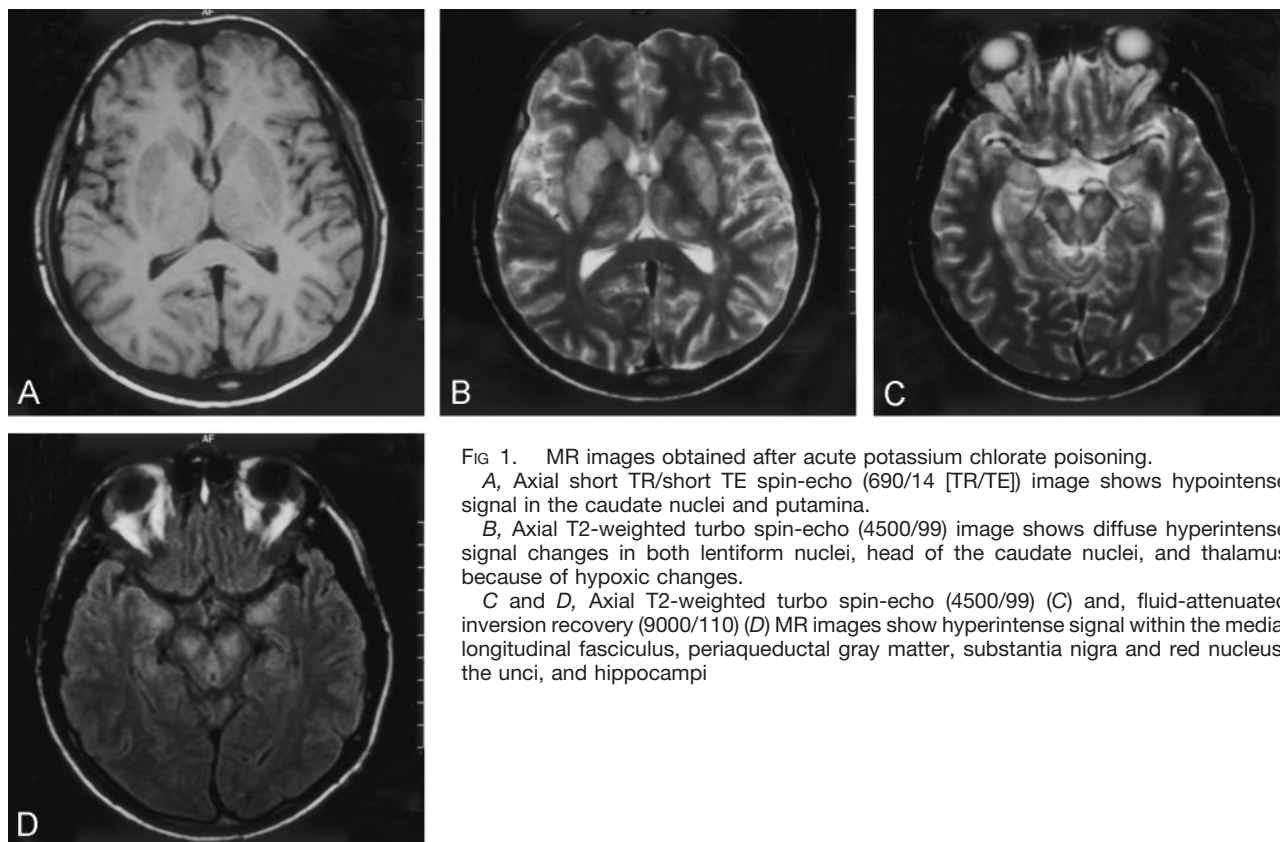 AF
A
B
C
AF
D
FIG 1. MR images obtained after acute potassium chlorate poisoning.
A, Axial short TR/short TE spin-echo (690/14 [TR/TE]) image shows hypointense
signal in the caudate nuclei and putamina.
B, Axial T2-weighted turbo spin-echo (4500/99) image shows diffuse hyperintense
signal changes in both lentiform nuclei, head of the caudate nuclei, and thalamus
because of hypoxic changes.
C and D, Axial T2-weighted turbo spin-echo (4500/99) (C) and, fluid-attenuated
inversion recovery (9000/110) (D) MR images show hyperintense signal within the media
longitudinal fasciculus, periaqueductal gray matter, substantia nigra and red nucleus
the unci, and hippocampi